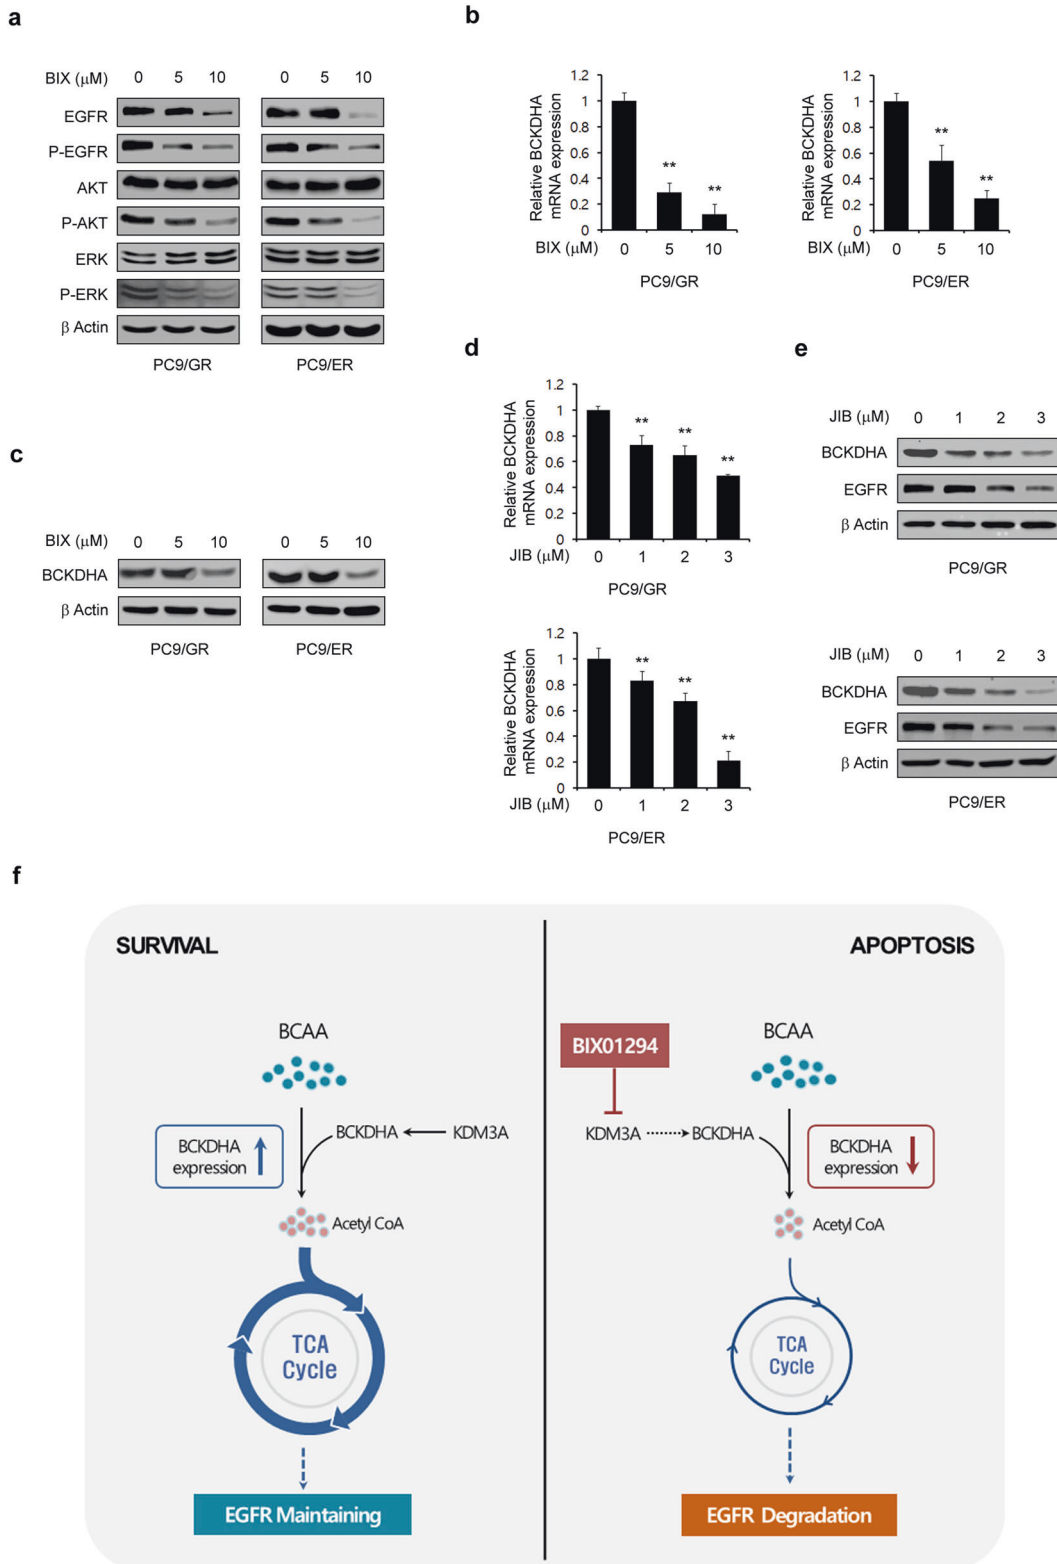 a
BIX (μM) 0 5 10 0 5 10
EGFR
P-EGFR
AKT
P-AKT
ERK
P-ERK
β Actin
PC9/GR PC9/ER
b
Relative BCKDHA
mRNA expression
1.2
1
0.8
0.6
0.4
0.2
0
**
**
BIX (μM) 0 5 10
PC9/GR
Relative BCKDHA
mRNA expression
1.2
1
0.8
0.6
0.4
0.2
0
**
**
BIX (μM) 0 5 10
PC9/ER
c
BIX (μM) 0 5 10 0 5 10
BCKDHA
β Actin
PC9/GR PC9/ER
d
Relative BCKDHA
mRNA expression
1.2
1
0.8
0.6
0.4
0.2
0
**
**
**
JIB (μM) 0 1 2 3
PC9/GR
Relative BCKDHA
mRNA expression
1.2
1
0.8
0.6
0.4
0.2
0
**
**
**
JIB (μM) 0 1 2 3
PC9/ER
e
JIB (μM) 0 1 2 3
BCKDHA
EGFR
β Actin
PC9/GR
JIB (μM) 0 1 2 3
BCKDHA
EGFR
β Actin
PC9/ER
f
SURVIVAL
BCAA
BCKDHA
expression
BCKDHA
KDM3A
Acetyl CoA
TCA
Cycle
EGFR Maintaining
APOPTOSIS
BIX01294
BCAA
KDM3A
BCKDHA
BCKDHA
expression
Acetyl CoA
TCA
Cycle
EGFR Degradation